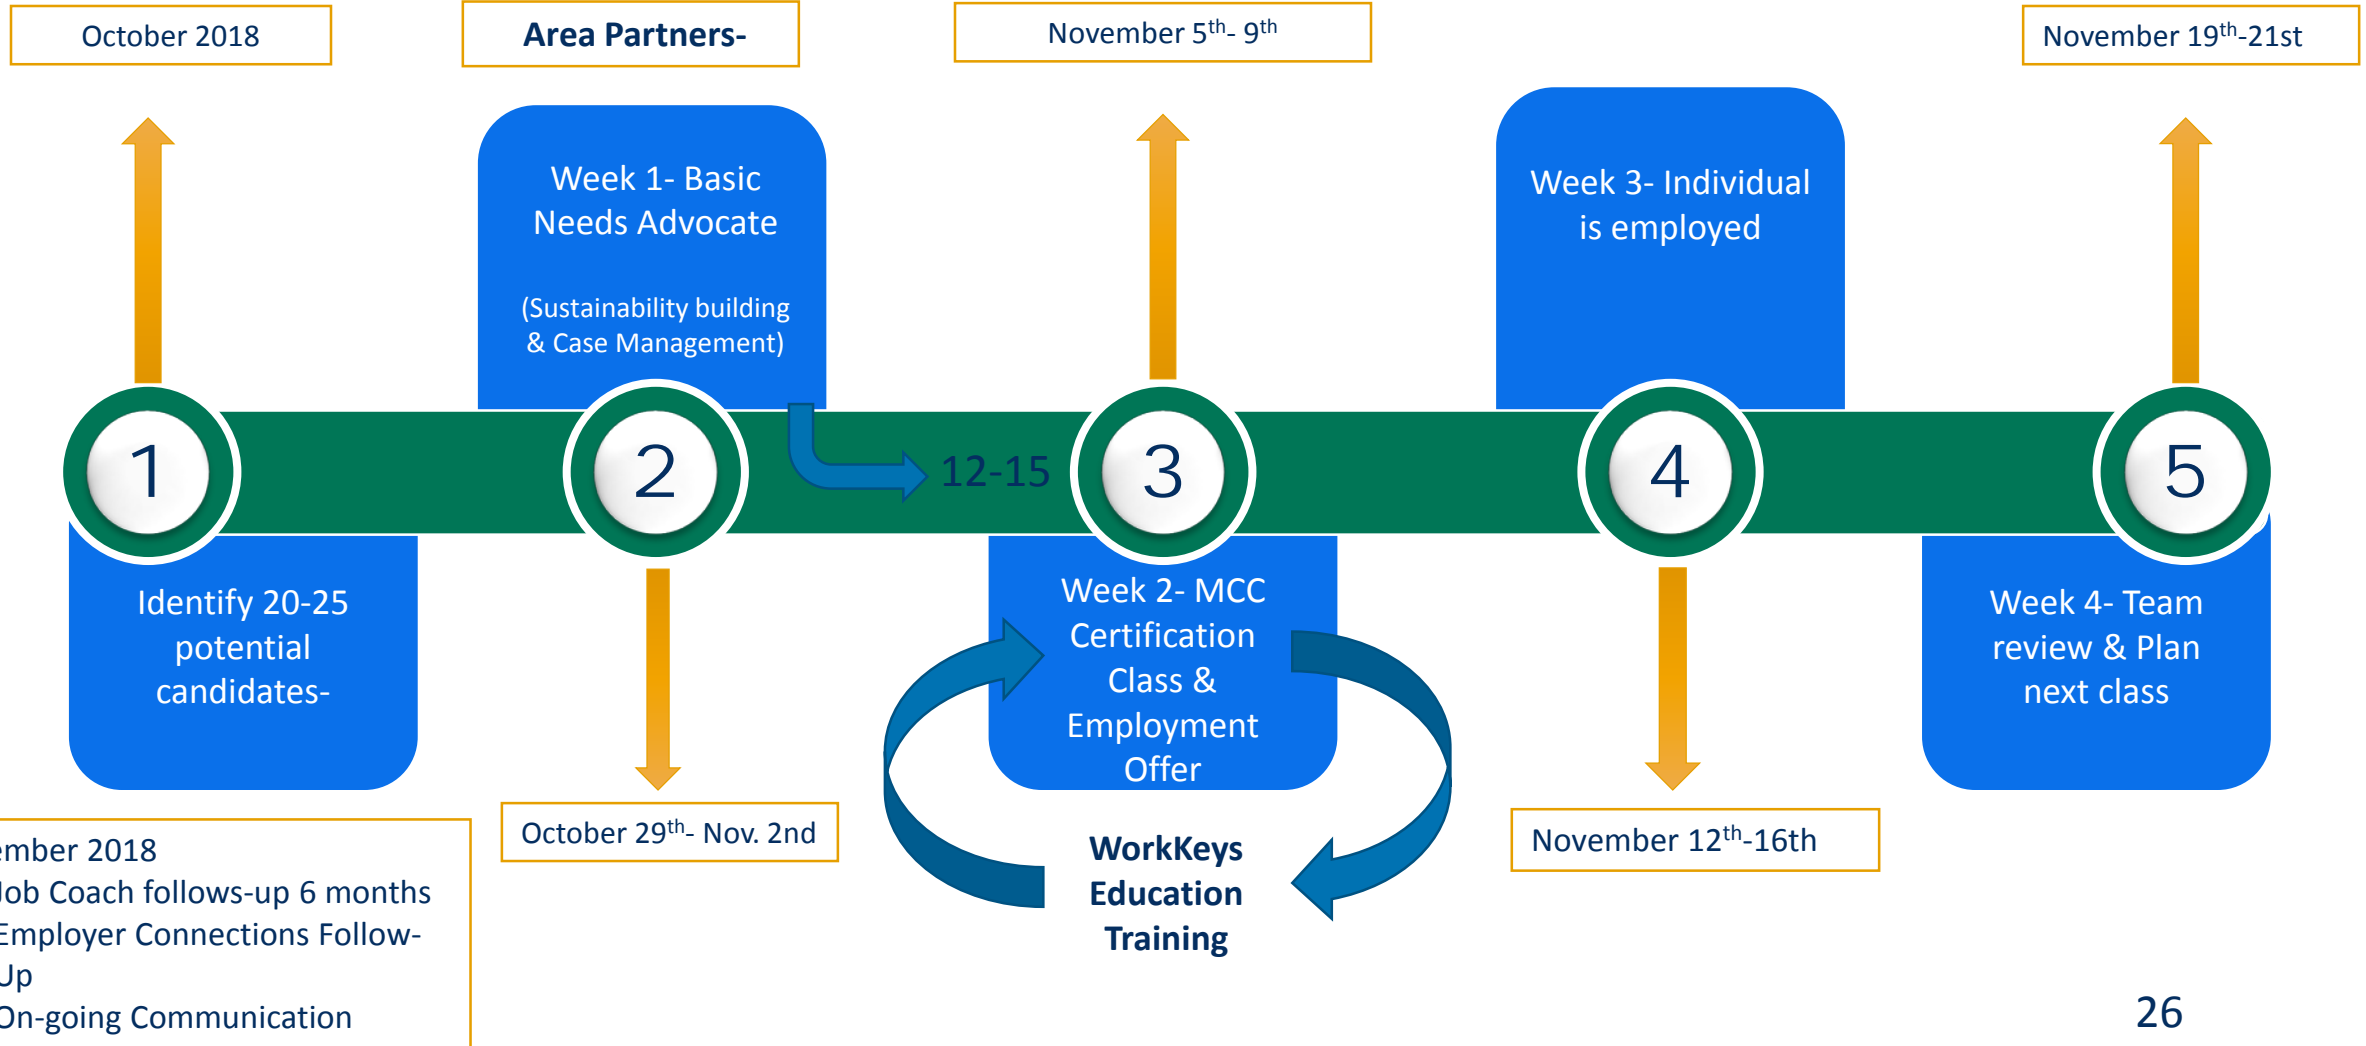 October 2018
Area Partners-
November 5th- 9th
November 19th-21st
Week 1- Basic
Needs Advocate
(Sustainability building
& Case Management)
Week 3- Individual
is employed
1
2
12-15
3
4
5
Identify 20-25
potential
candidates-
Week 2- MCC
Certification
Class &
Employment
Offer
Week 4- Team
review & Plan
next class
October 29th- Nov. 2nd
November 12th-16th
WorkKeys
Education
Training
ember 2018
Job Coach follows-up 6 months
Employer Connections Follow-
Up
On-going Communication
26